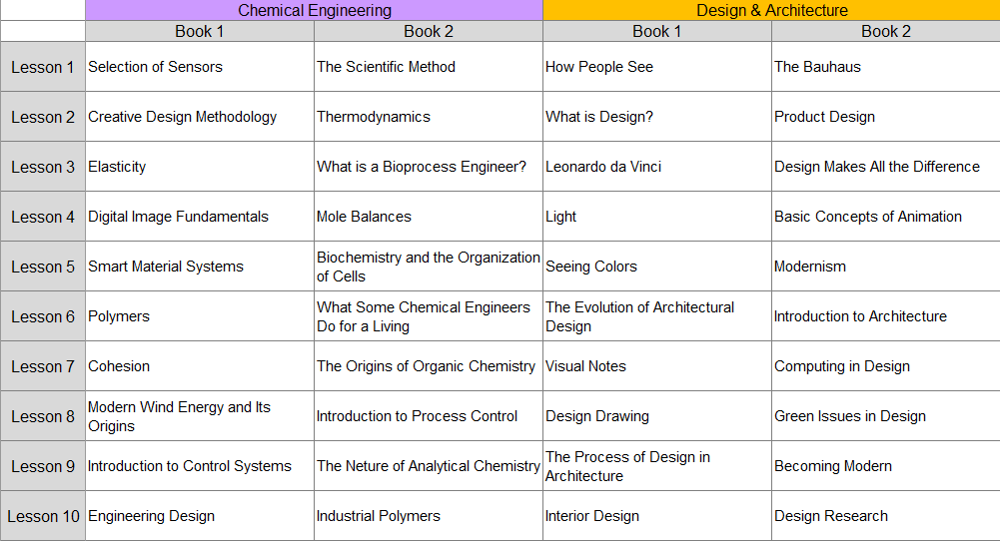 Chemical Engineering Design & Architecture
Book 1 Book 2 Book 1 Book 2
Lesson 1 Selection of Sensors The Scientific Method How People See The Bauhaus
Lesson 2 Creative Design Methodology Thermodynamics What is Design? Product Design
Lesson 3 Elasticity What is a Bioprocess Engineer? Leonardo da Vinci Design Makes All the Difference
Lesson 4 Digital Image Fundamentals Mole Balances Light Basic Concepts of Animation
Lesson 5 Smart Material Systems Biochemistry and the Organization
of Cells Seeing Colors Modernism
Lesson 6 Polymers What Some Chemical Engineers
Do for a Living The Evolution of Architectural
Design Introduction to Architecture
Lesson 7 Cohesion The Origins of Organic Chemistry Visual Notes Computing in Design
Lesson 8 Modern Wind Energy and Its
Origins Introduction to Process Control Design Drawing Green Issues in Design
Lesson 9 Introduction to Control Systems The Neture of Analytical Chemistry The Process of Design in
Architecture Becoming Modern
Lesson 10 Engineering Design Industrial Polymers Interior Design Design Research